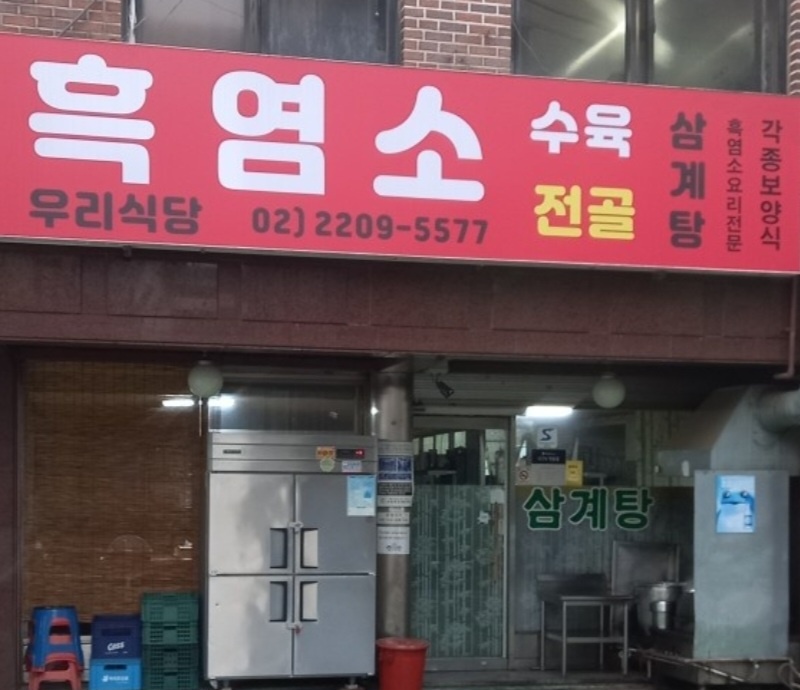 흑염소
수육
전골
삼계탕
흑염소요리전문
각종보양식
우리식당
02) 2209-5577
삼계탕
Cass